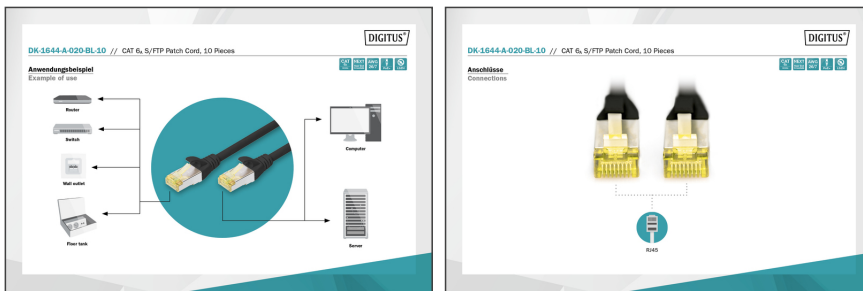 DIGITUS®
DK-1644-A-020-BL-10 // CAT 6A S/FTP Patch Cord, 10 Pieces
Anwendungsbeispiel
Example of use
Router
Switch
Wall outlet
Floor tank
Computer
Server
DIGITUS®
DK-1644-A-020-BL-10 // CAT 6A S/FTP Patch Cord, 10 Pieces
Anschlüsse
Connections
RJ45